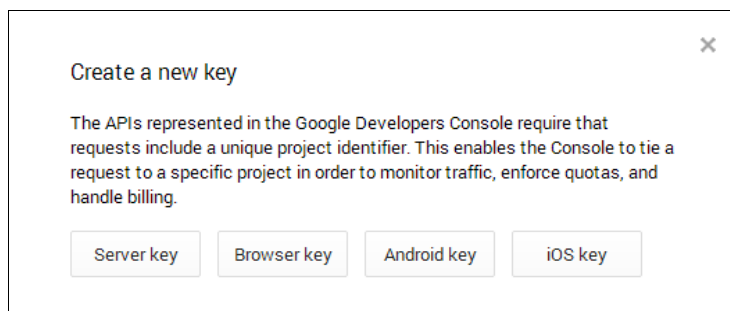 Create a new key
The APIs represented in the Google Developers Console require that
requests include a unique project identifier. This enables the Console to tie a
request to a specific project in order to monitor traffic, enforce quotas, and
handle billing.
Server key Browser key Android key iOS key